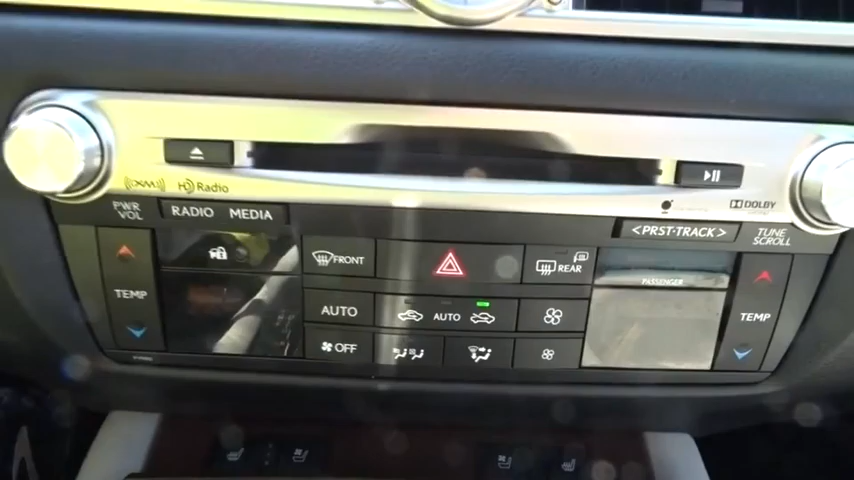 (XM)
HD Radio
DOLBY
PWR
VOL
RADIO MEDIA
<PRST·TRACK>
TUNE
SCROLL
FRONT
REAR
PASSENGER
TEMP
AUTO
AUTO
TEMP
OFF